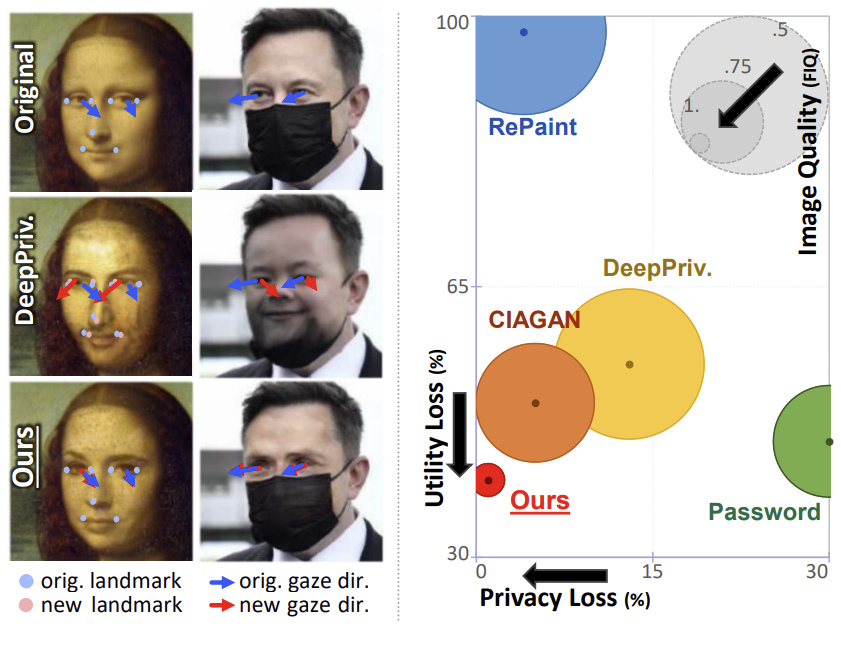 Original
DeepPriv.
Ours
orig. landmark
orig. gaze dir.
new landmark
new gaze dir.
100
RePaint
.5
.75
1.
Image Quality (FIQ)
DeepPriv.
65
CIAGAN
Utility Loss (%)
Ours
Password
30
0
15
30
Privacy Loss (%)